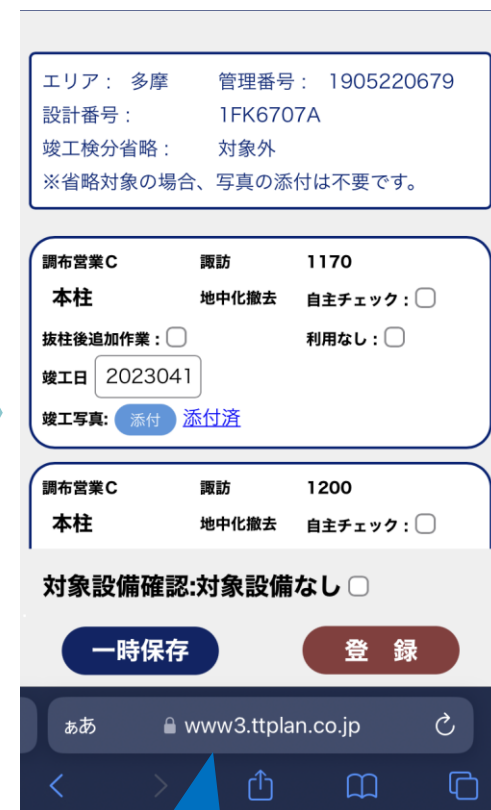 エリア： 多摩 管理番号： 1905220679
設計番号： 1FK6707A
竣工検分省略： 対象外
※省略対象の場合、写真の添付は不要です。
調布営業C 諏訪 1170
本柱 地中化撤去 自主チェック：
抜柱後追加作業： 利用なし：
竣工日 2023041
竣工写真: 添付 添付済
調布営業C 諏訪 1200
本柱 地中化撤去 自主チェック：
対象設備確認:対象設備なし
一時保存 登 録
ぁあ www3.ttplan.co.jp